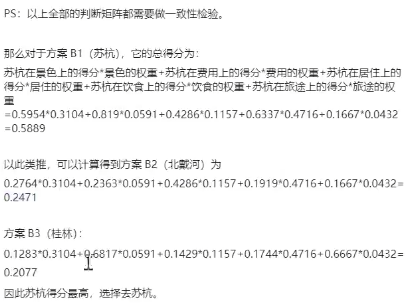 PS：以上全部的判断矩阵都需要做一致性检验。
那么对于方案 B1（苏杭），它的总得分为：
苏杭在景色上的得分*景色的权重+苏杭在费用上的得分*费用的权重+苏杭在居住上的
得分*居住的权重+苏杭在饮食上的得分*饮食的权重+苏杭在旅途上的得分*旅途的权
重
=0.5954*0.3104+0.819*0.0591+0.4286*0.1157+0.6337*0.4716+0.1667*0.0432
=0.5889
以此类推，可以计算得到方案 B2（北戴河）为
0.2764*0.3104+0.2363*0.0591+0.4286*0.1157+0.1919*0.4716+0.1667*0.0432=
0.2471
方案 B3（桂林）：
0.1283*0.3104+0.6817*0.0591+0.1429*0.1157+0.1744*0.4716+0.6667*0.0432=
0.2077
因此苏杭得分最高，选择去苏杭。